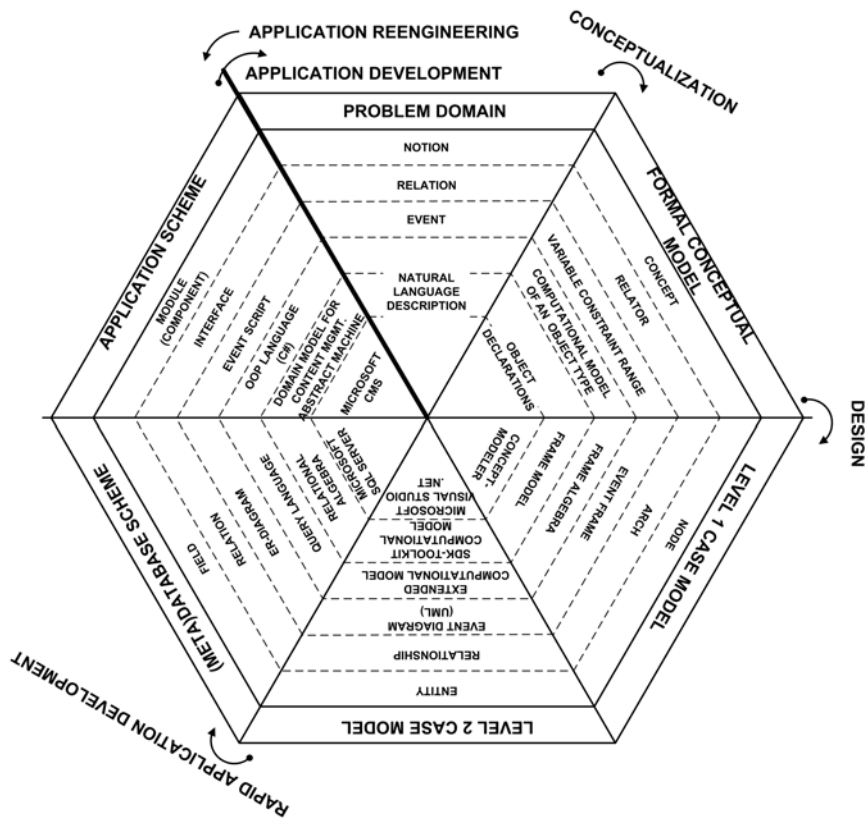 APPLICATION REENGINEERING
APPLICATION DEVELOPMENT
CONCEPTUALIZATION
PROBLEM DOMAIN
NOTION
RELATION
EVENT
NATURAL
LANGUAGE
DESCRIPTION
FORMAL CONCEPTUAL
MODEL
CONCEPT
RELATOR
VARIABLE CONSTRAINT RANGE
COMPUTATIONAL MODEL
OF AN OBJECT TYPE
OBJECT
DECLARATIONS
DESIGN
LEVEL 1 CASE MODEL
NODE
ARCH
EVENT FRAME
FRAME ALGEBRA
FRAME MODEL
CONCEPT-
MODELER
LEVEL 2 CASE MODEL
ENTITY
RELATIONSHIP
EVENT DIAGRAM
(UML)
EXTENDED
COMPUTATIONAL MODEL
SDK-TOOLKIT
COMPUTATIONAL
MODEL
MICROSOFT
VISUAL STUDIO
.NET
RAPID APPLICATION DEVELOPMENT
(META)DATABASE SCHEME
FIELD
RELATION
ER-DIAGRAM
QUERY LANGUAGE
RELATIONAL
ALGEBRA
MICROSOFT
SQL SERVER
APPLICATION SCHEME
MODULE
(COMPONENT)
INTERFACE
EVENT SCRIPT
OOP LANGUAGE
(C#)
DOMAIN MODEL FOR
CONTENT MGMT.
ABSTRACT MACHINE
MICROSOFT
CMS